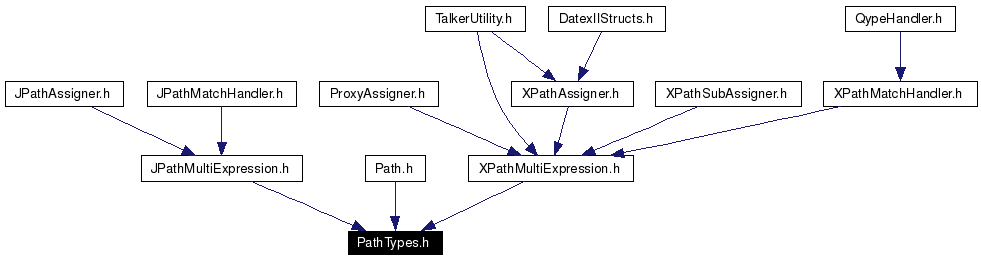 TalkerUtility.h
DatexIIStructs.h
QypeHandler.h
JPathAssigner.h
JPathMatchHandler.h
ProxyAssigner.h
XPathAssigner.h
XPathSubAssigner.h
XPathMatchHandler.h
JPathMultiExpression.h
Path.h
XPathMultiExpression.h
PathTypes.h